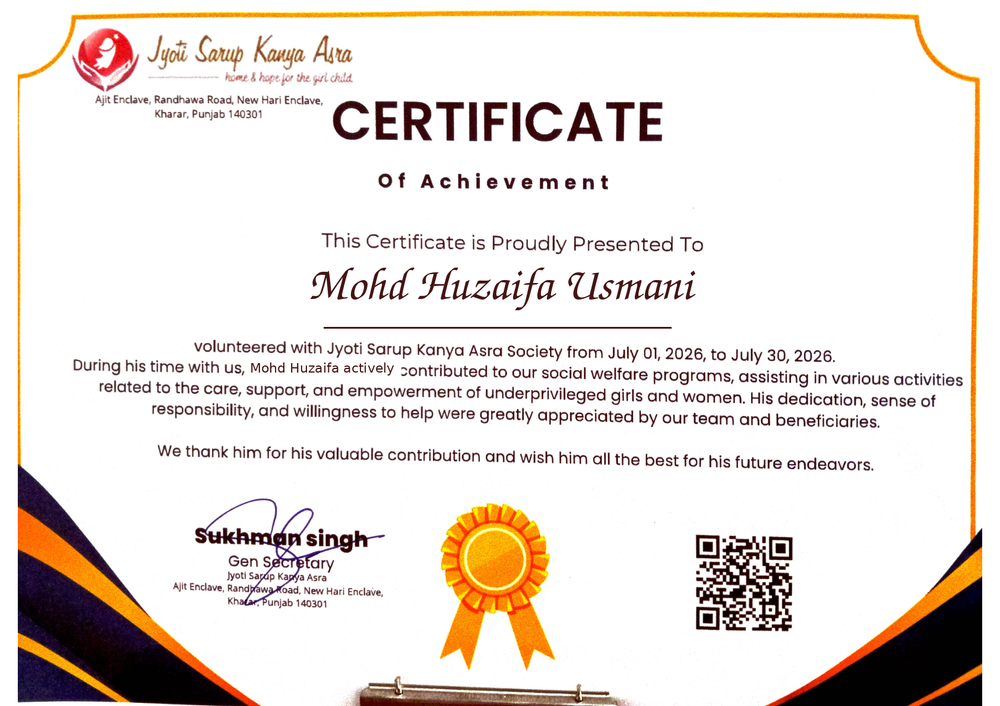 Jyoti Sarup Kanya Asra
home & hope for the girl child
Ajit Enclave, Randhawa Road, New Hari Enclave,
Kharar, Punjab 140301
CERTIFICATE
Of Achievement
This Certificate is Proudly Presented To
Mohd Huzaifa Usmani
volunteered with Jyoti Sarup Kanya Asra Society from July 01, 2026, to July 30, 2026.
During his time with us, Mohd Huzaifa actively contributed to our social welfare programs, assisting in various activities
related to the care, support, and empowerment of underprivileged girls and women. His dedication, sense of
responsibility, and willingness to help were greatly appreciated by our team and beneficiaries.
We thank him for his valuable contribution and wish him all the best for his future endeavors.
Sukhman singh
Gen Secretary
Jyoti Sarup Kanya Asra
Ajit Enclave, Randhawa Road, New Hari Enclave,
Kharar, Punjab 140301